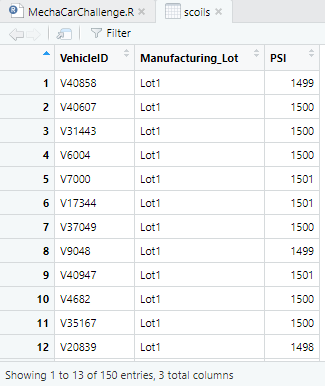 MechaCarChallenge.R scoils
Filter
VehicleID Manufacturing_Lot PSI
1 V40858 Lot1 1499
2 V40607 Lot1 1500
3 V31443 Lot1 1500
4 V6004 Lot1 1500
5 V7000 Lot1 1501
6 V17344 Lot1 1501
7 V37049 Lot1 1500
8 V9048 Lot1 1499
9 V40947 Lot1 1501
10 V4682 Lot1 1500
11 V35167 Lot1 1500
12 V20839 Lot1 1498
Showing 1 to 13 of 150 entries, 3 total columns